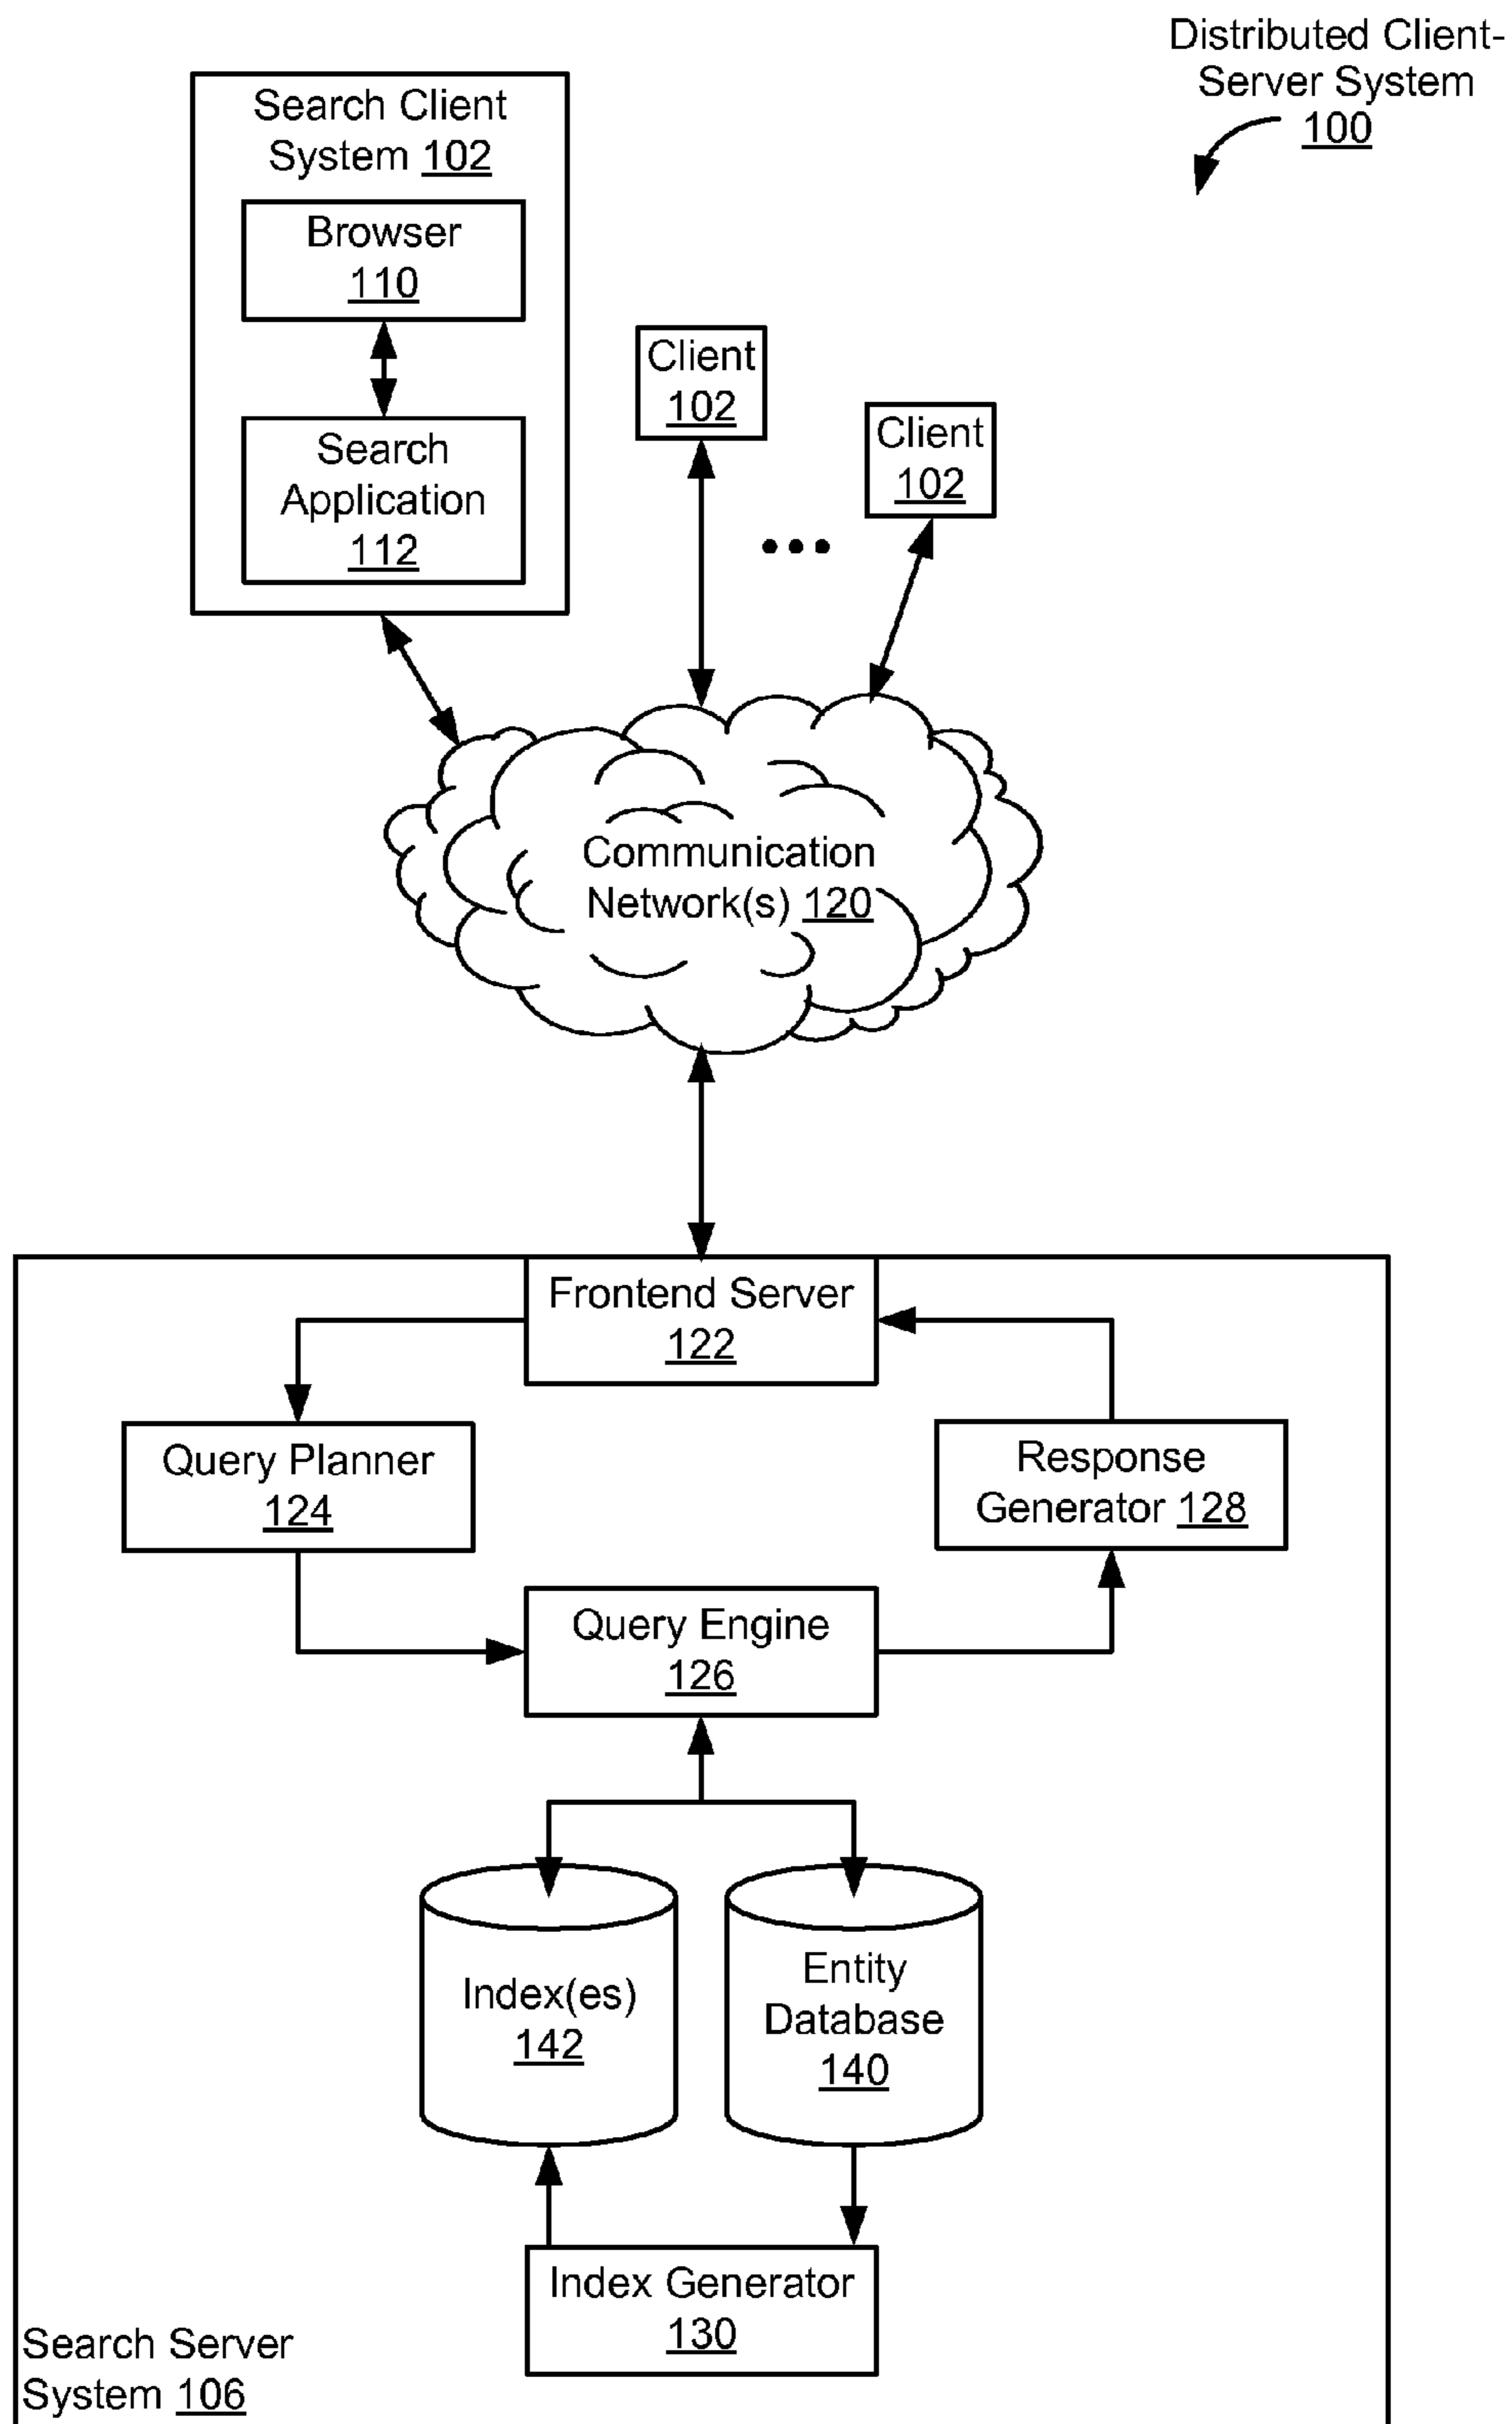 Distributed Client-
Server System
100
Search Client
System 102
Browser
110
Search
Application
112
Client
102
Client
102
Communication
Network(s) 120
Frontend Server
122
Query Planner
124
Response
Generator 128
Query Engine
126
Index(es)
142
Entity
Database
140
Index Generator
130
Search Server
System 106